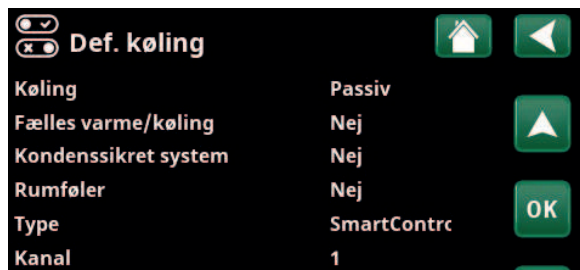 Def. køling
Køling Passiv
Fælles varme/køling Nej
Kondenssikret system Nej
Rumføler Nej
Type SmartContrc
OK
Kanal 1